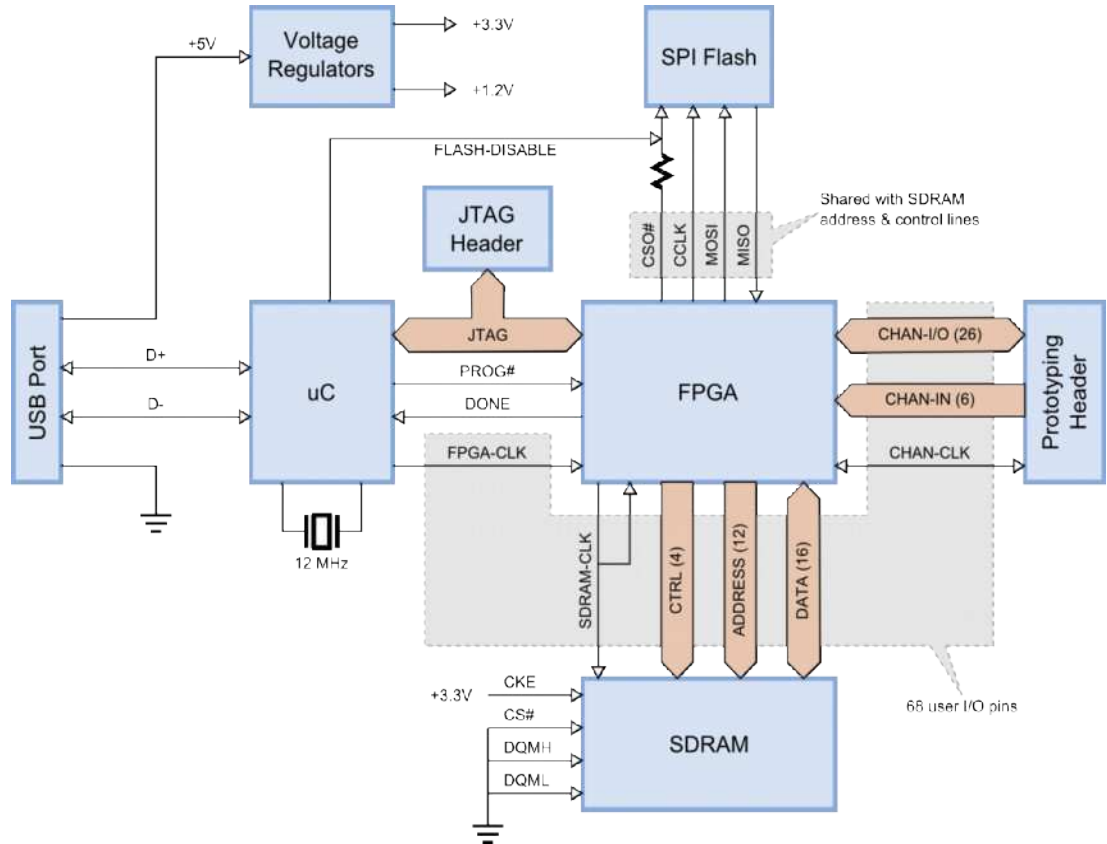 +5V
Voltage
Regulators
+3.3V
+1.2V
SPI Flash
FLASH-DISABLE
JTAG
Header
CSO#
CCLK
MOSI
MISO
Shared with SDRAM
address & control lines
USB Port
D+
D-
uC
12 MHz
JTAG
PROG#
DONE
FPGA-CLK
FPGA
CHAN-I/O (26)
CHAN-IN (6)
CHAN-CLK
Prototyping
Header
SDRAM-CLK
CTRL (4)
ADDRESS (12)
DATA (16)
68 user I/O pins
+3.3V
CKE
CS#
DQMH
DQML
SDRAM